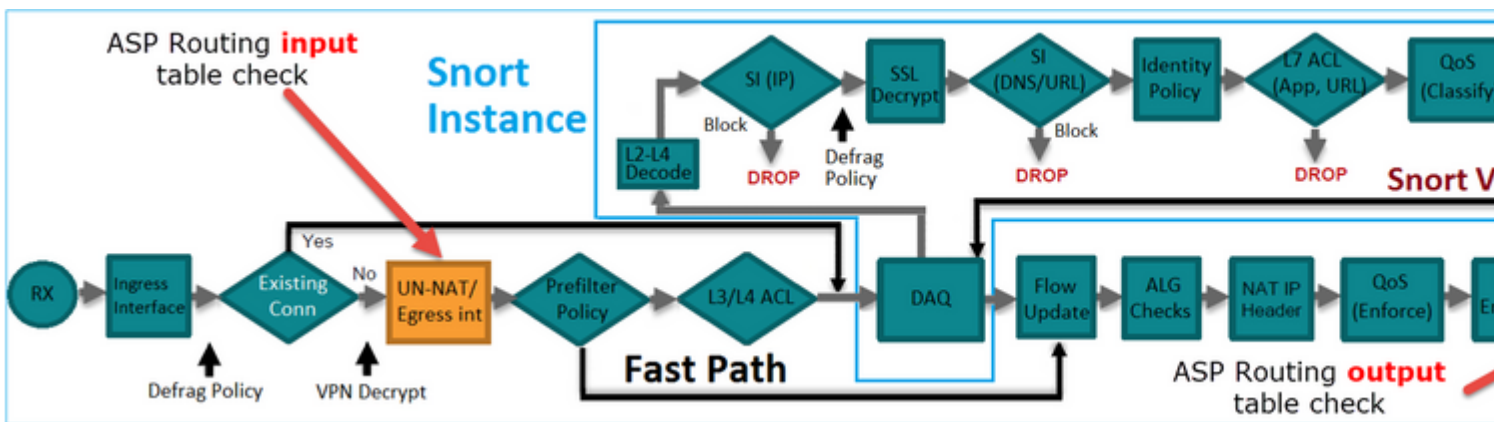 ASP Routing input
table check
Snort
Instance
SI (IP)
SSL
Decrypt
SI
(DNS/URL)
Identity
Policy
L7 ACL
(App, URL)
QoS
(Classify
Block
Block
L2-L4
Decode
DROP
Defrag
Policy
DROP
DROP
Snort V
Yes
RX
Ingress
Interface
Existing
Conn
No
UN-NAT/
Egress int
Prefilter
Policy
L3/L4 ACL
DAQ
Flow
Update
ALG
Checks
NAT IP
Header
QoS
(Enforce)
Defrag Policy
VPN Decrypt
Fast Path
ASP Routing output
table check